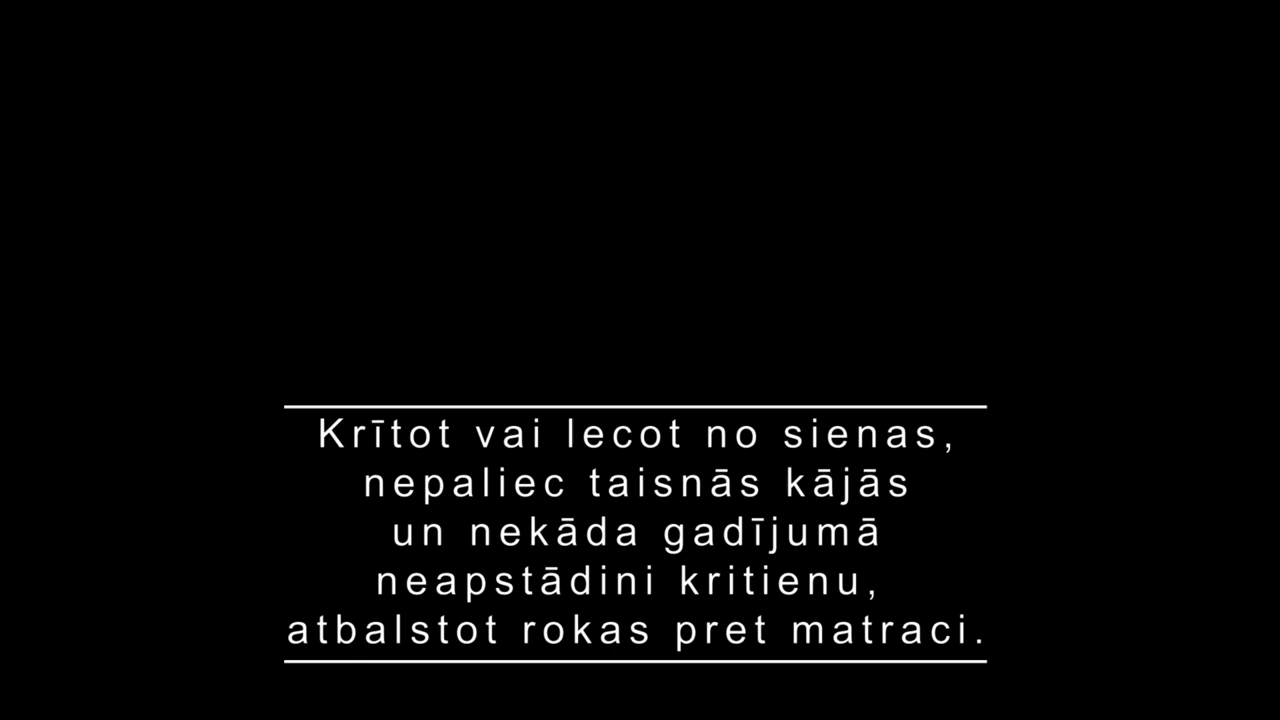 Krītot vai lecot no sienas,
nepaliec taisnās kājās
un nekāda gadījumā
neapstādini kritienu,
atbalstot rokas pret matraci.